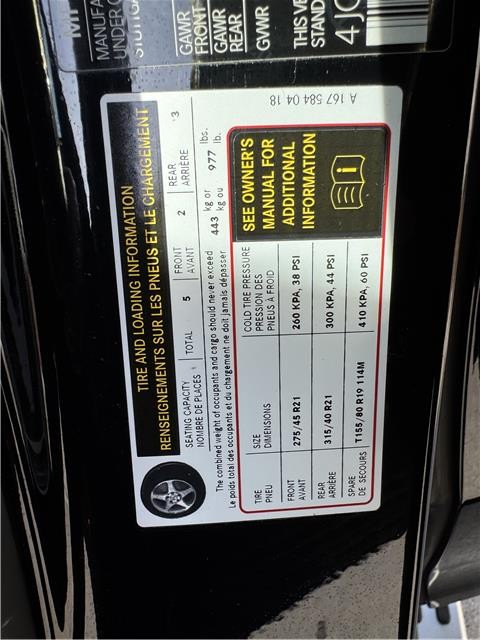 MF
MANUFA
UNDER C
STUTTGA
GAWR
FRONT
GAWR
REAR
GVWR
THIS VE
STAND
4JG
TIRE AND LOADING INFORMATION
RENSEIGNEMENTS SUR LES PNEUS ET LE CHARGEMENT
SEATING CAPACITY TOTAL 5 FRONT 2 REAR 3
NOMBRE DE PLACES AVANT ARRIÈRE
The combined weight of occupants and cargo should never exceed 443 kg or 977 lbs.
Le poids total des occupants et du chargement ne doit jamais dépasser kg ou lb.
TIRE SIZE COLD TIRE PRESSURE
PNEU DIMENSIONS PRESSION DES PNEUS À FROID
FRONT 275/45 R21 260 KPA, 38 PSI
AVANT
REAR 315/40 R21 300 KPA, 44 PSI
ARRIÈRE
SPARE T155/80 R19 114M 410 KPA, 60 PSI
DE SECOURS
SEE OWNER'S
MANUAL FOR
ADDITIONAL
INFORMATION
A 167 584 04 18